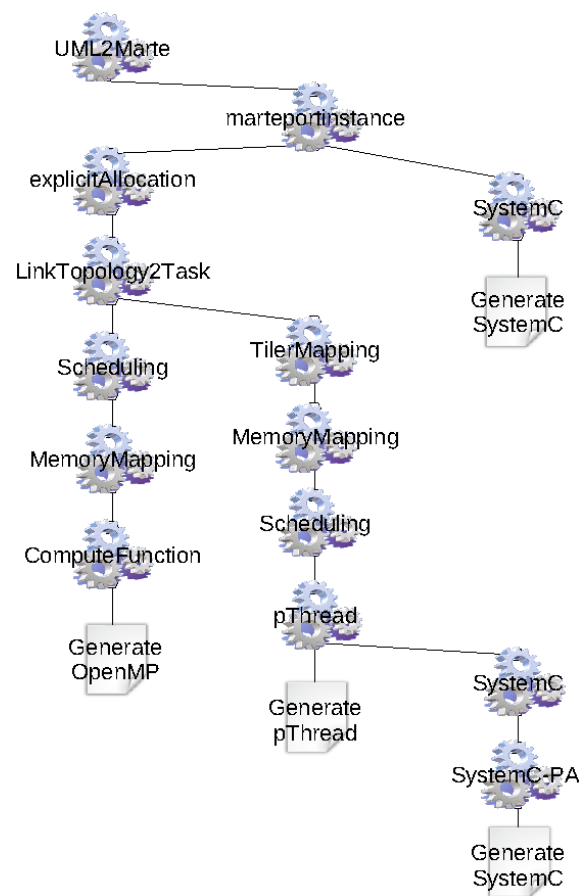 UML2Marte
marteportinstance
explicitAllocation
SystemC
LinkTopology2Task
Generate
SystemC
Scheduling
TilerMapping
MemoryMapping
MemoryMapping
Scheduling
ComputeFunction
pThread
Generate
OpenMP
SystemC
Generate
pThread
SystemC-PA
Generate
SystemC